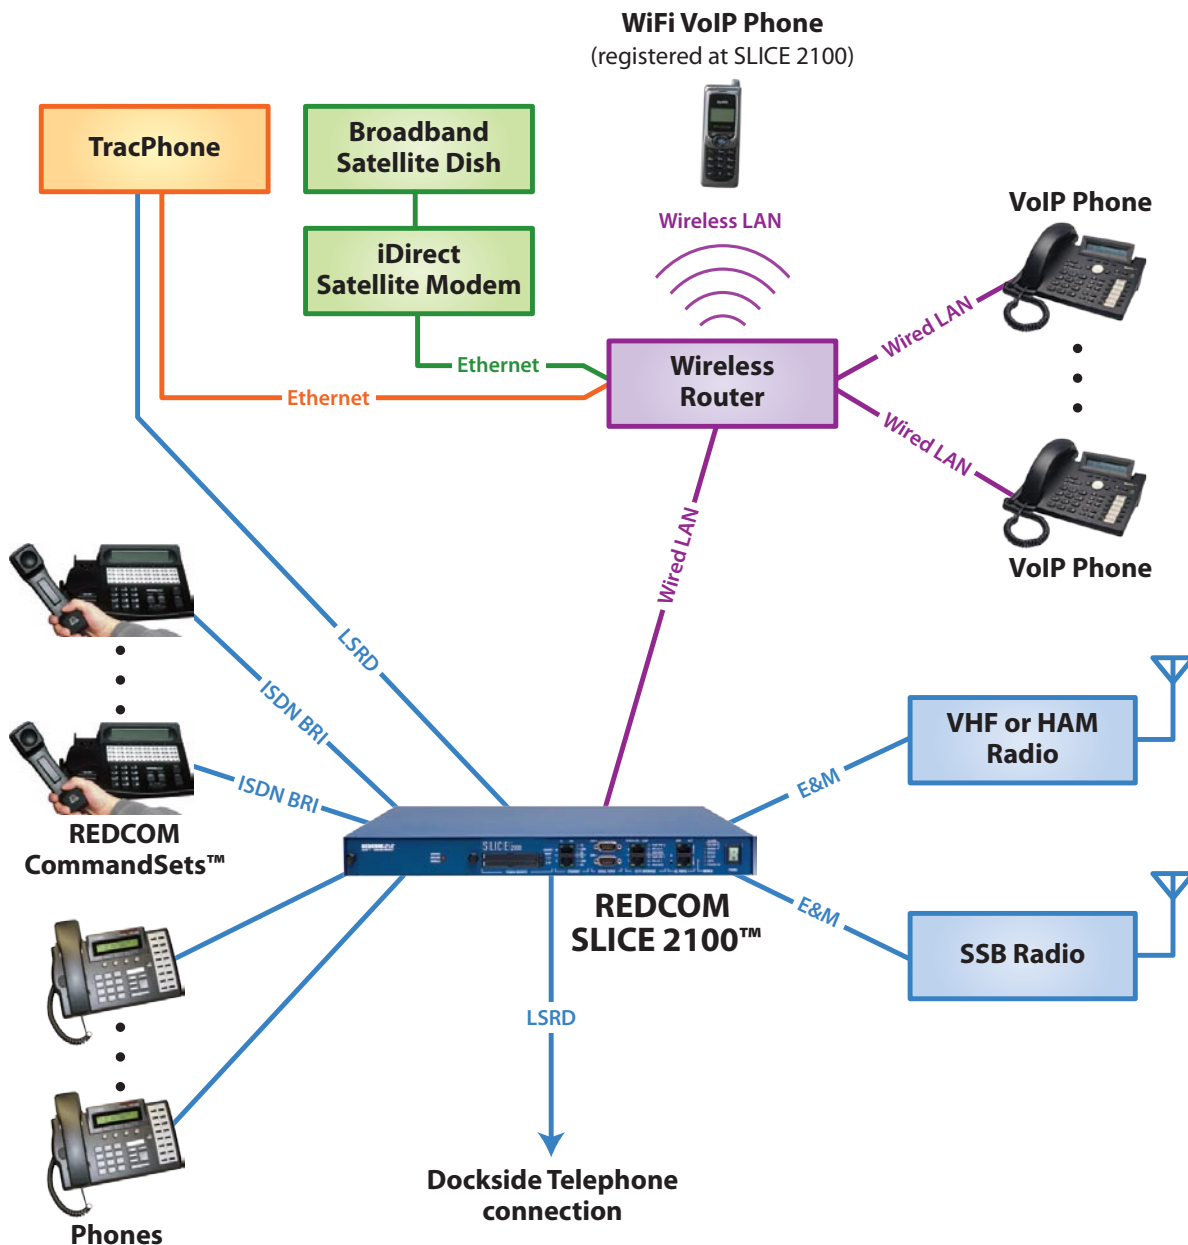 WiFi VoIP Phone
(registered at SLICE 2100)
TracPhone
Broadband
Satellite Dish
iDirect
Satellite Modem
Wireless LAN
VoIP Phone
Wired LAN
Ethernet
Ethernet
Wireless
Router
Wired LAN
VoIP Phone
Wired LAN
LSRD
ISDN BRI
ISDN BRI
REDCOM
CommandSets™
VHF or HAM
Radio
E&M
SLICE 2100
REDCOM
SLICE 2100™
E&M
SSB Radio
LSRD
Dockside Telephone
connection
Phones